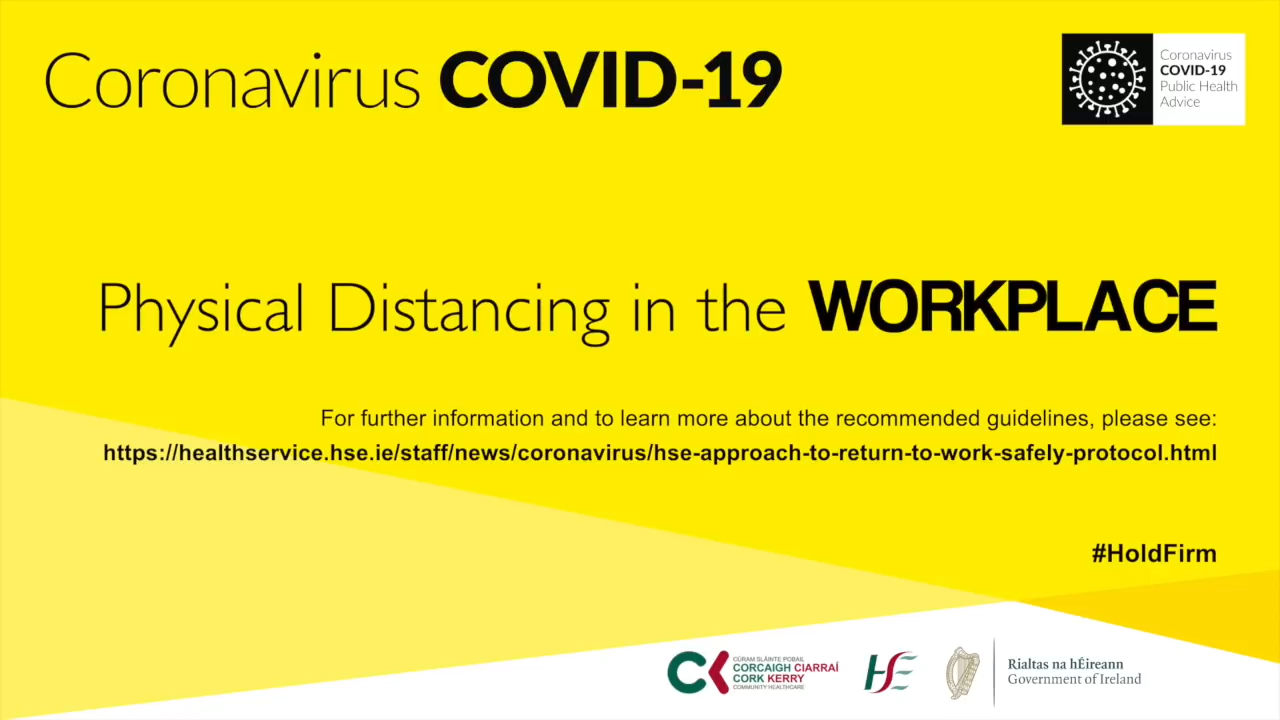 Coronavirus COVID-19
Coronavirus
COVID-19
Public Health
Advice
Physical Distancing in the WORKPLACE
For further information and to learn more about the recommended guidelines, please see:
https://healthservice.hse.ie/staff/news/coronavirus/hse-approach-to-return-to-work-safely-protocol.html
#HoldFirm
CK
CÚRAM SLÁINTE POBAIL
CORCAIGH CIARRAÍ
CORK KERRY
COMMUNITY HEALTHCARE
HSE
Rialtas na hÉireann
Government of Ireland